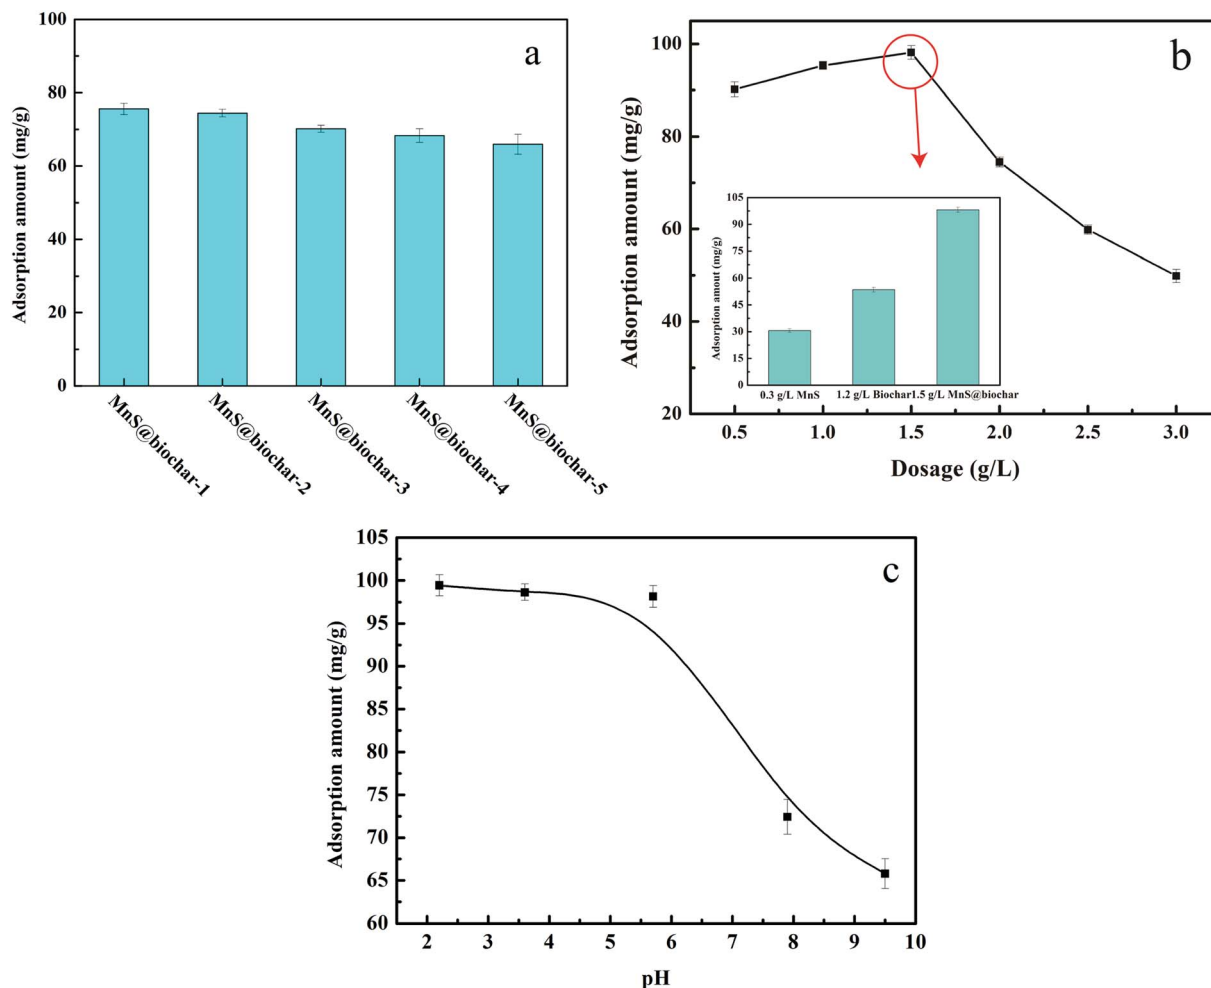 a
Adsorption amount (mg/g)
100
80
60
40
20
0
MnS@biochar-1
MnS@biochar-2
MnS@biochar-3
MnS@biochar-4
MnS@biochar-5
b
Adsorption amount (mg/g)
100
80
60
40
20
0.5 1.0 1.5 2.0 2.5 3.0
Dosage (g/L)
Adsorption amout (mg/g)
105
90
75
60
45
30
15
0
0.3 g/L MnS 1.2 g/L Biochar1.5 g/L MnS@biochar
c
Adsorption amount (mg/g)
105
100
95
90
85
80
75
70
65
60
2 3 4 5 6 7 8 9 10
pH